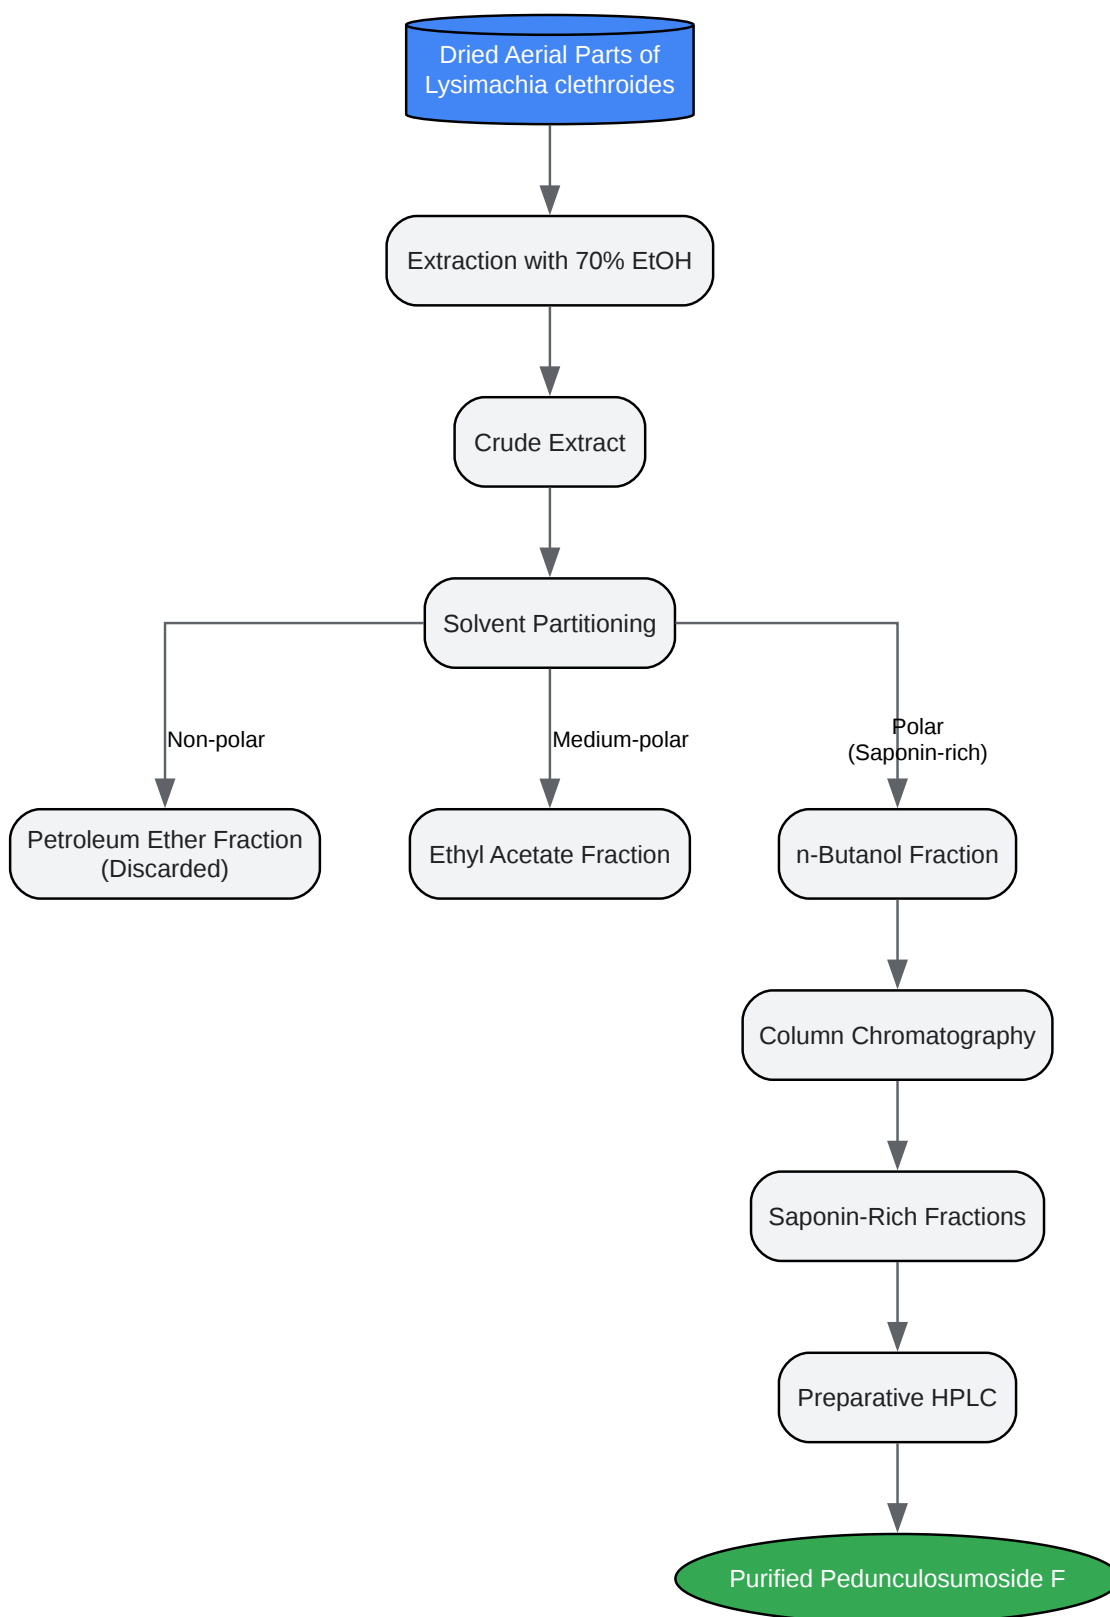 Dried Aerial Parts of
Lysimachia clethroides
Extraction with 70% EtOH
Crude Extract
Solvent Partitioning
Non-polar
Medium-polar
Polar
(Saponin-rich)
Petroleum Ether Fraction
(Discarded)
Ethyl Acetate Fraction
n-Butanol Fraction
Column Chromatography
Saponin-Rich Fractions
Preparative HPLC
Purified Pedunculosumoside F